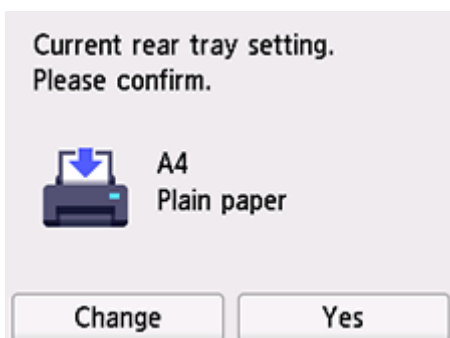 Current rear tray setting.
Please confirm.
A4
Plain paper
Change
Yes